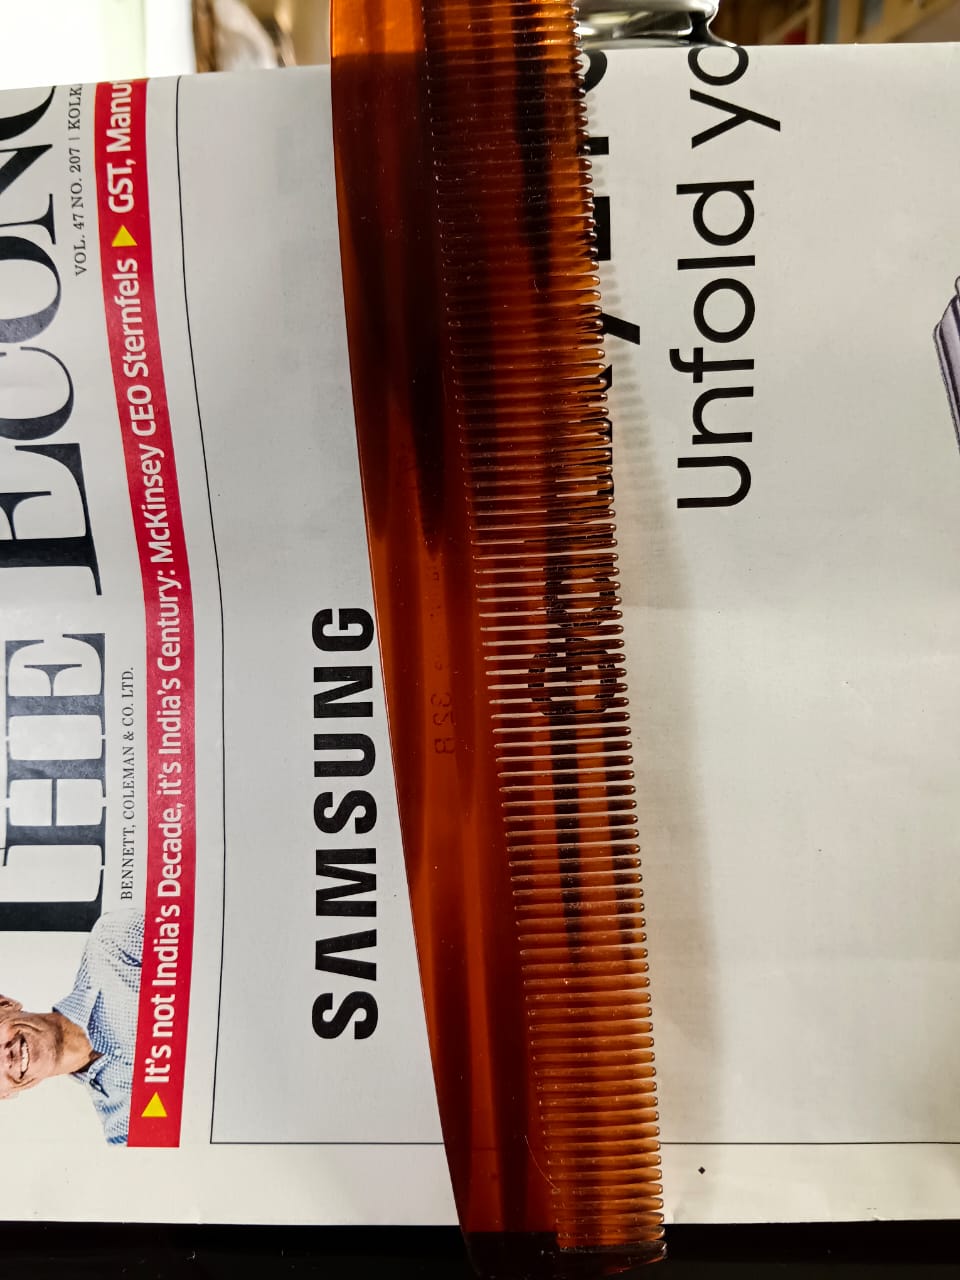 THE ECONO
BENNETT, COLEMAN & CO. LTD.
VOL. 47 NO. 207 | KOLK
It's not India's Decade, it's India's Century: McKinsey CEO Sternfels
GST, Manu
SAMSUNG
Unfold yo